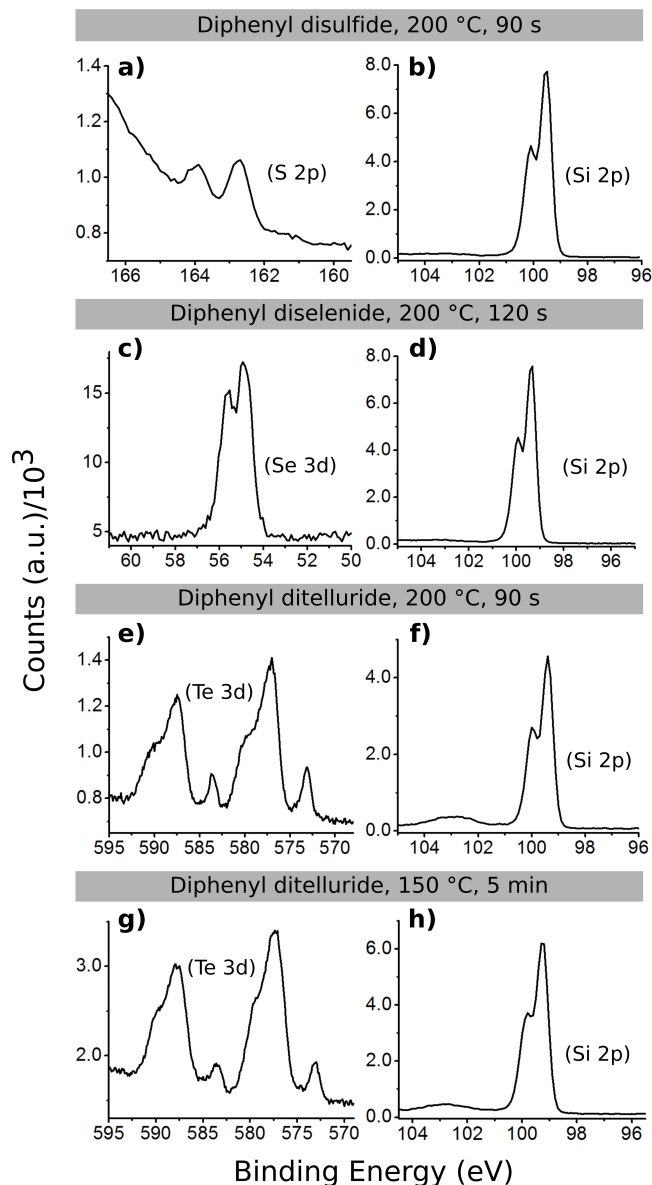 Diphenyl disulfide, 200 °C, 90 s
a)
1.4
1.2
1.0
0.8
(S 2p)
166 164 162 160
b)
8.0
6.0
4.0
2.0
0.0
(Si 2p)
104 102 100 98 96
Diphenyl diselenide, 200 °C, 120 s
c)
15
10
5
(Se 3d)
60 58 56 54 52 50
d)
8.0
6.0
4.0
2.0
0.0
(Si 2p)
104 102 100 98 96
Diphenyl ditelluride, 200 °C, 90 s
e)
1.4
1.2
1.0
0.8
(Te 3d)
595 590 585 580 575 570
f)
4.0
2.0
0.0
(Si 2p)
104 102 100 98 96
Diphenyl ditelluride, 150 °C, 5 min
g)
3.0
2.0
(Te 3d)
595 590 585 580 575 570
h)
6.0
4.0
2.0
0.0
(Si 2p)
104 102 100 98 96
Counts (a.u.)/10³
Binding Energy (eV)